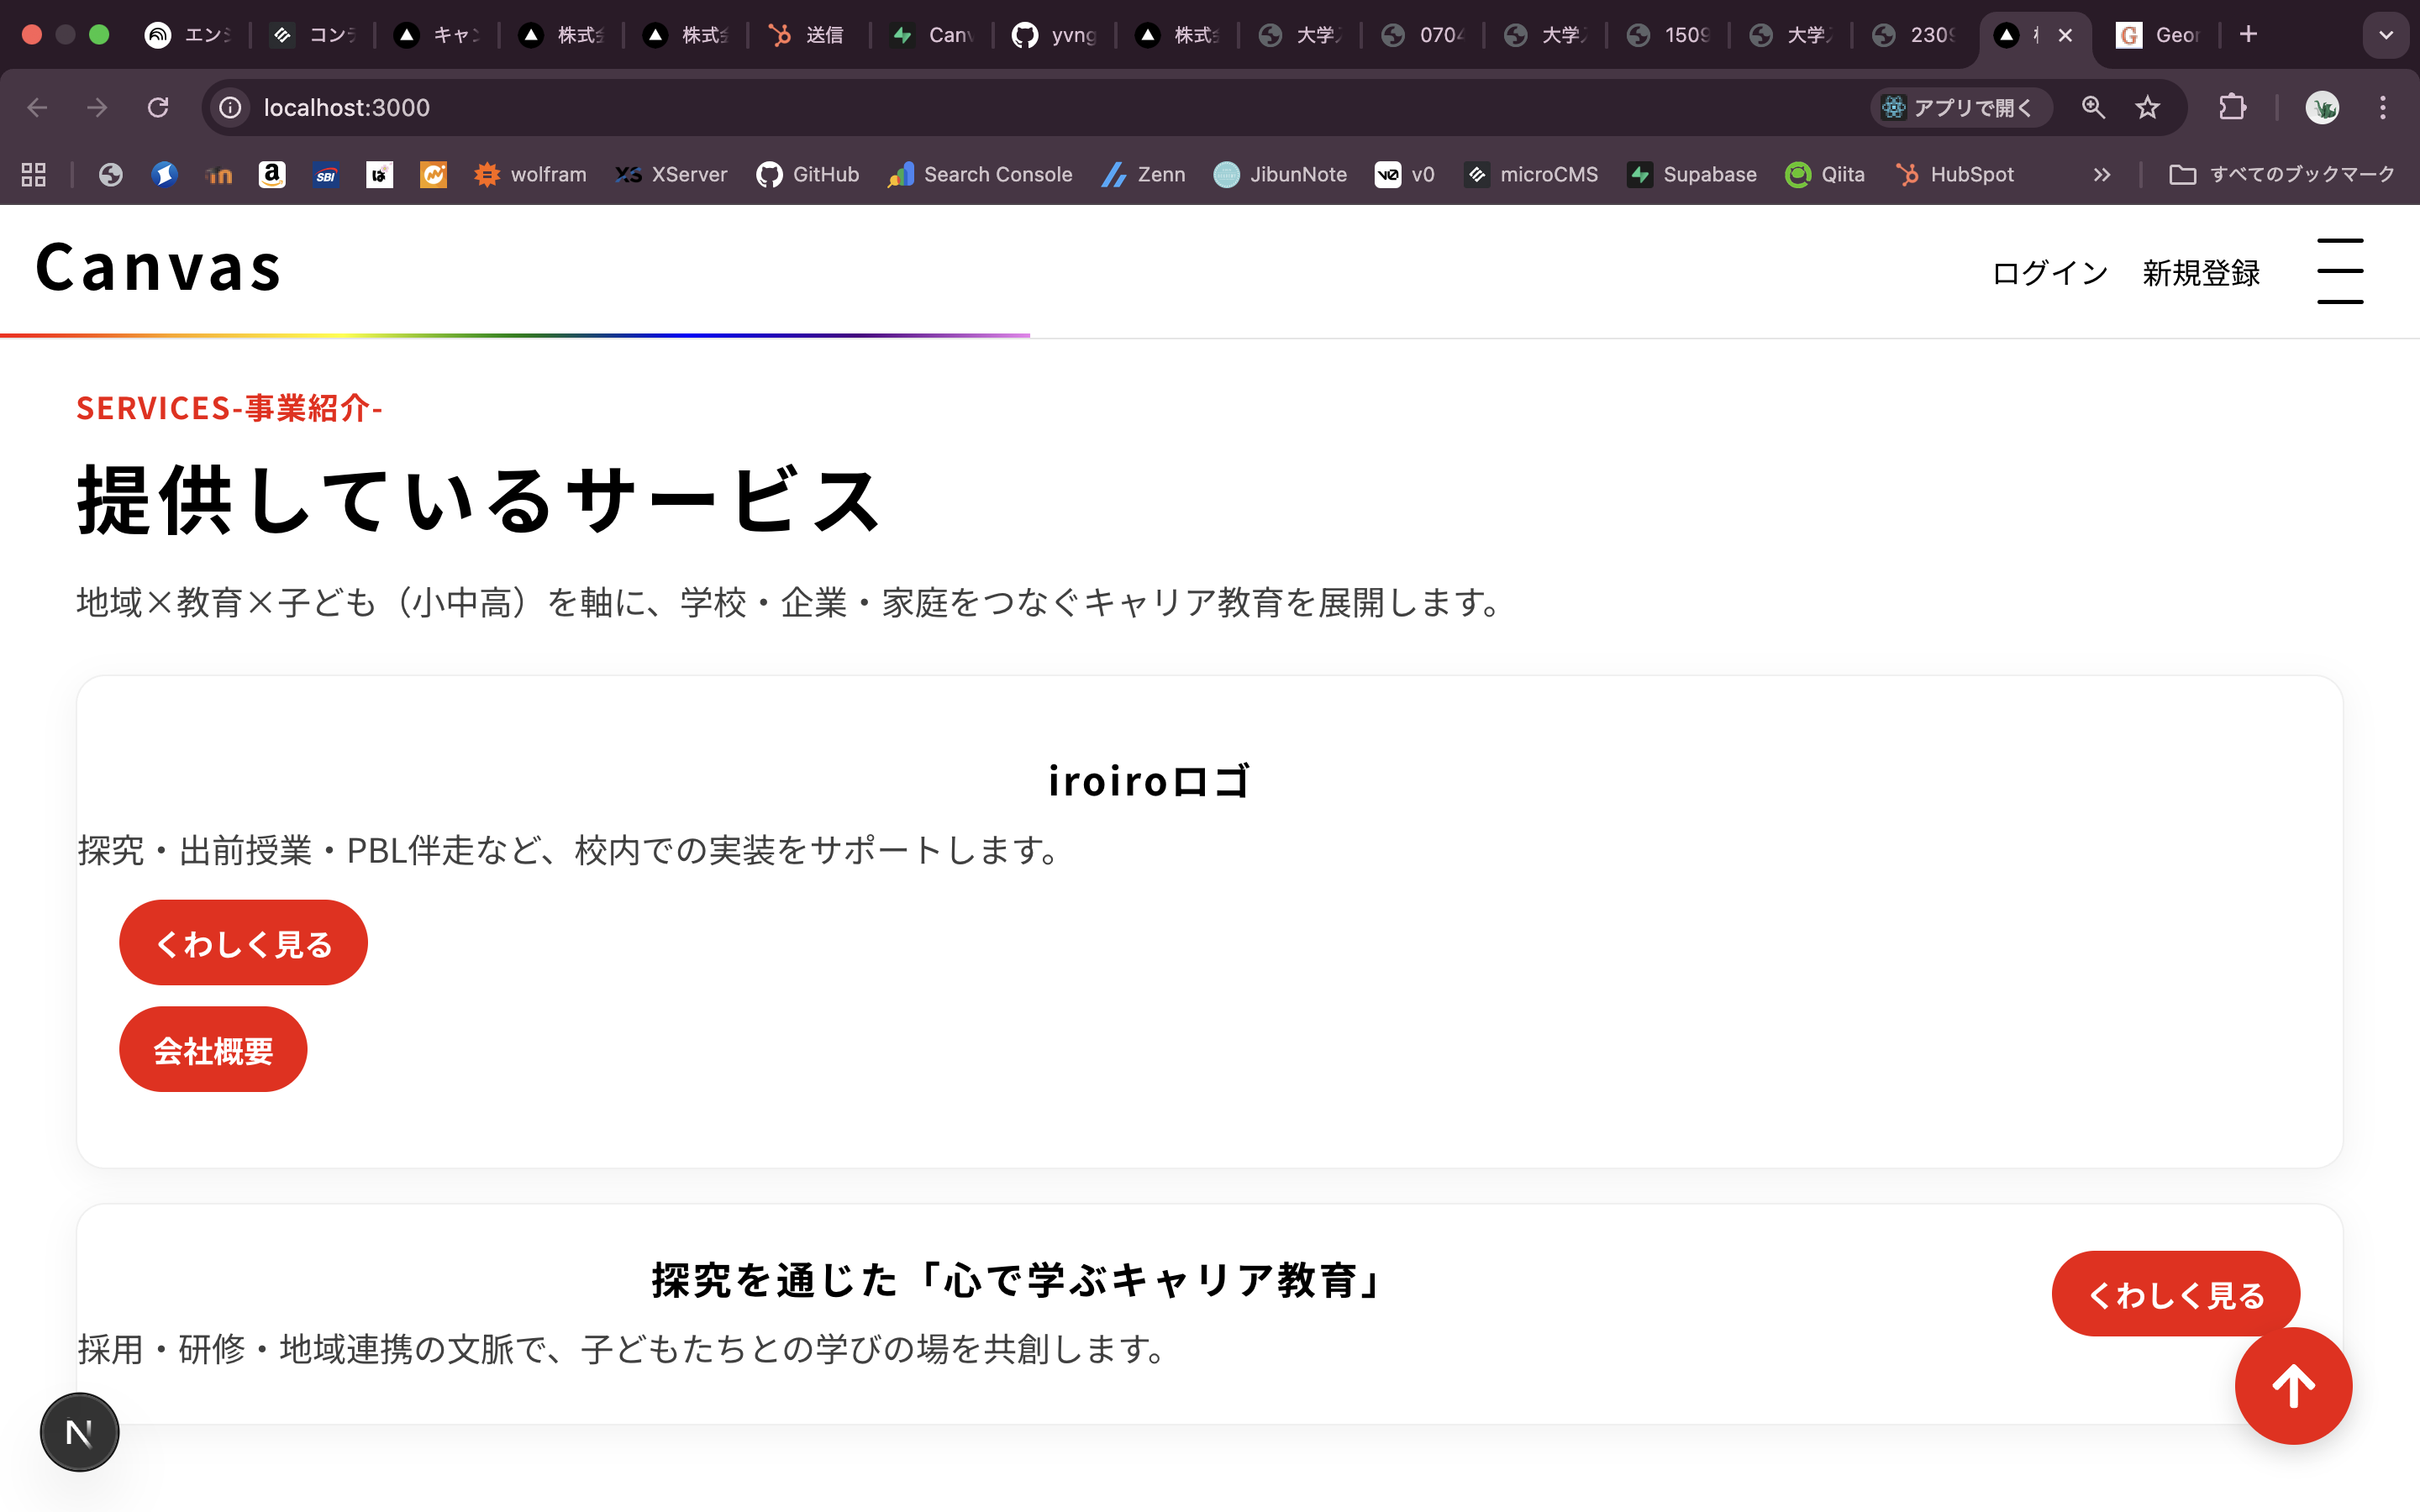 エン
コン
キャン
株式
株式
送信
Can
yvng
株式
大学
070
大学
1509
大学
230
Geor
localhost:3000
アプリで開く
wolfram
XServer
GitHub
Search Console
Zenn
JibunNote
v0
microCMS
Supabase
Qiita
HubSpot
すべてのブックマーク
Canvas
ログイン
新規登録
SERVICES-事業紹介-
提供しているサービス
地域×教育×子ども（小中高）を軸に、学校・企業・家庭をつなぐキャリア教育を展開します。
iroiroロゴ
探究・出前授業・PBL伴走など、校内での実装をサポートします。
くわしく見る
会社概要
探究を通じた「心で学ぶキャリア教育」
くわしく見る
採用・研修・地域連携の文脈で、子どもたちとの学びの場を共創します。
N